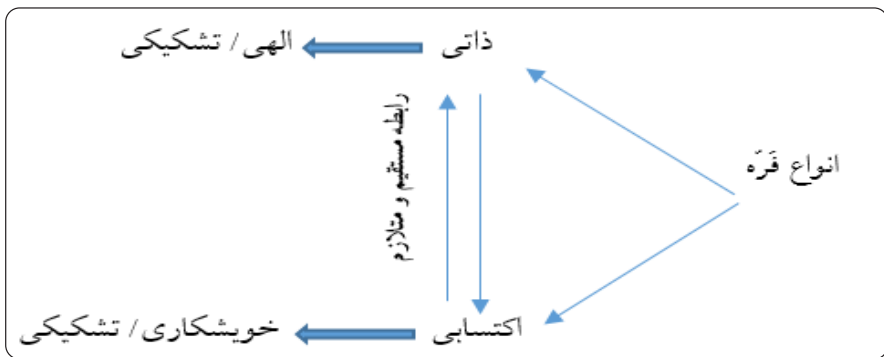 انواع فَرّه
ذاتی
الهی / تشکیکی
رابطه مستقیم و متلازم
اکتسابی
خویشکاری / تشکیکی